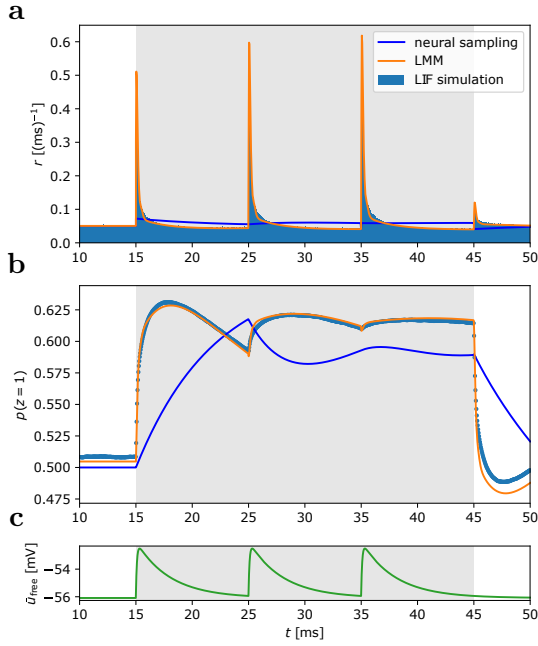 a
0.6
0.5
0.4
0.3
0.2
0.1
0.0
r [(ms)⁻¹]
neural sampling
LMM
LIF simulation
10 15 20 25 30 35 40 45 50
b
0.625
0.600
0.575
0.550
0.525
0.500
0.475
p(z = 1)
10 15 20 25 30 35 40 45 50
c
−54
−56
ūfree [mV]
10 15 20 25 30 35 40 45 50
t [ms]